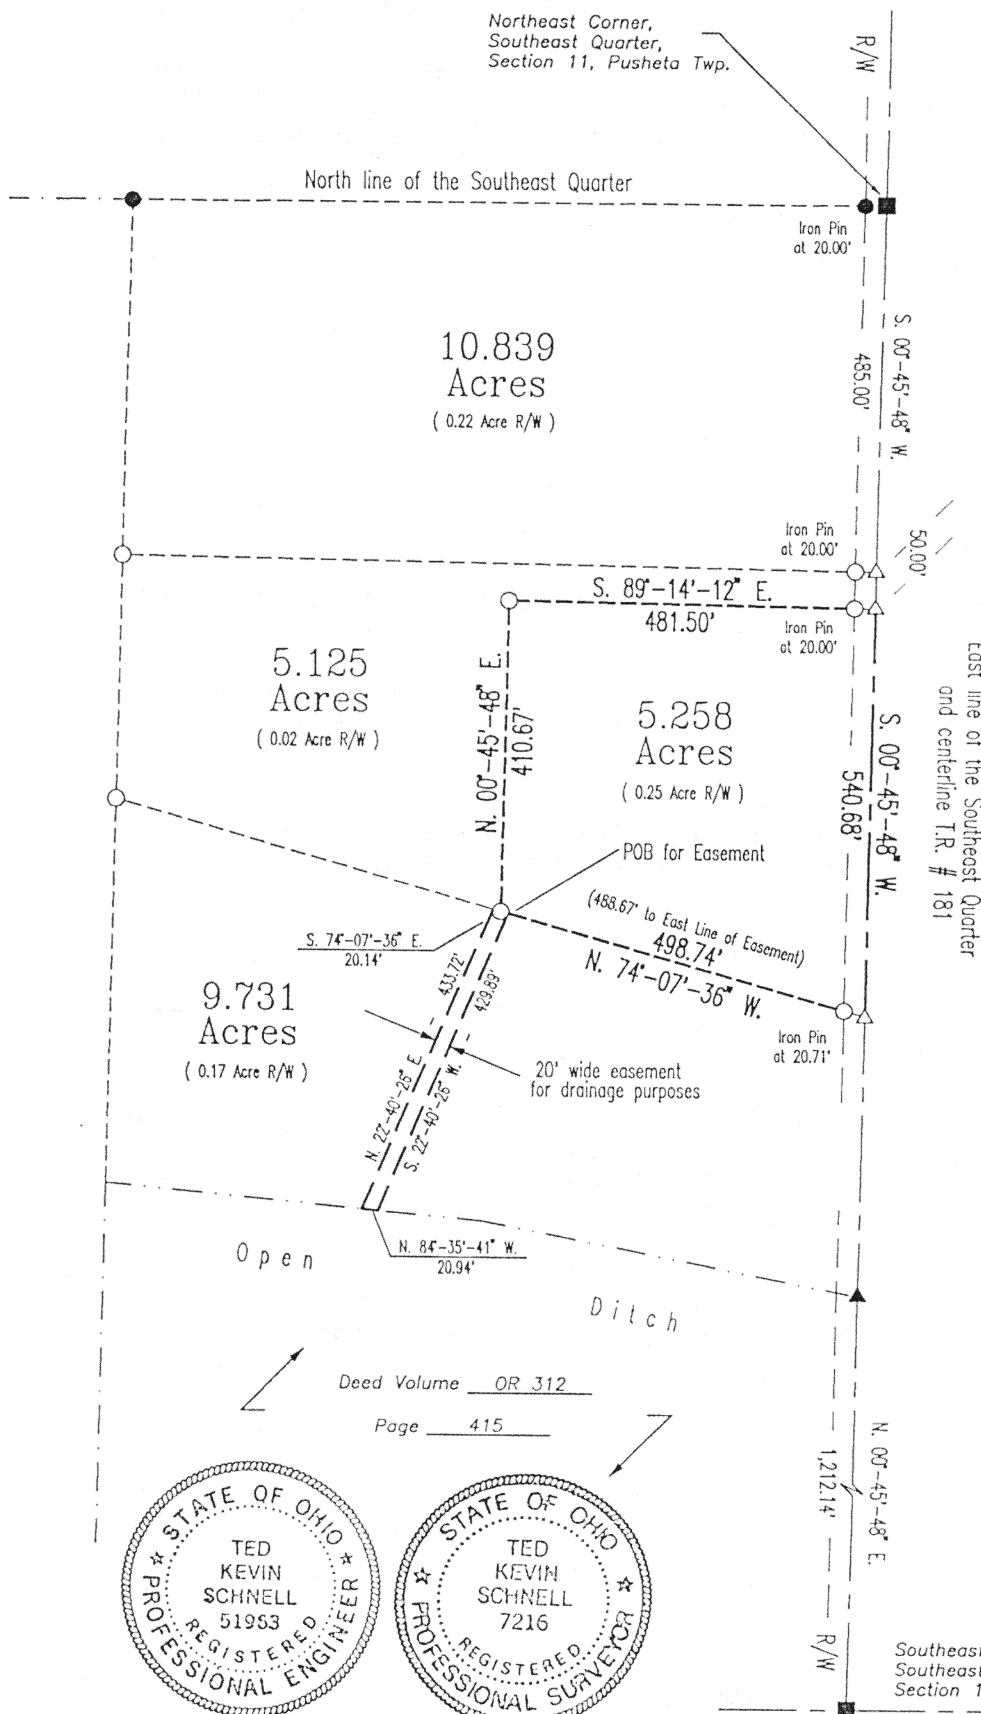 Northeast Corner,
Southeast Quarter,
Section 11, Pusheta Twp.
R/W
North line of the Southeast Quarter
Iron Pin
at 20.00'
S. 00°-45'-48" W.
485.00'
10.839
Acres
( 0.22 Acre R/W )
Iron Pin
at 20.00'
50.00'
S. 89°-14'-12" E.
481.50'
Iron Pin
at 20.00'
5.125
Acres
( 0.02 Acre R/W )
N. 00°-45'-48" E.
410.67'
5.258
Acres
( 0.25 Acre R/W )
S. 00°-45'-48" W.
540.68'
East line of the Southeast Quarter
and centerline T.R. # 181
POB for Easement
(488.67' to East Line of Easement)
498.74'
N. 74°-07'-36" W.
S. 74°-07'-36" E.
20.14'
433.72'
429.89'
9.731
Acres
( 0.17 Acre R/W )
Iron Pin
at 20.71'
20' wide easement
for drainage purposes
N. 22°-40'-26" E.
S. 22°-40'-26" W.
N. 84°-35'-41" W.
20.94'
Open
Ditch
Deed Volume OR 312
Page 415
N. 00°-45'-48" E.
1,212.14'
R/W
STATE OF OHIO
TED
KEVIN
SCHNELL
51953
REGISTERED
PROFESSIONAL ENGINEER
STATE OF OHIO
TED
KEVIN
SCHNELL
7216
REGISTERED
PROFESSIONAL SURVEYOR
Southeast
Southeast
Section 1